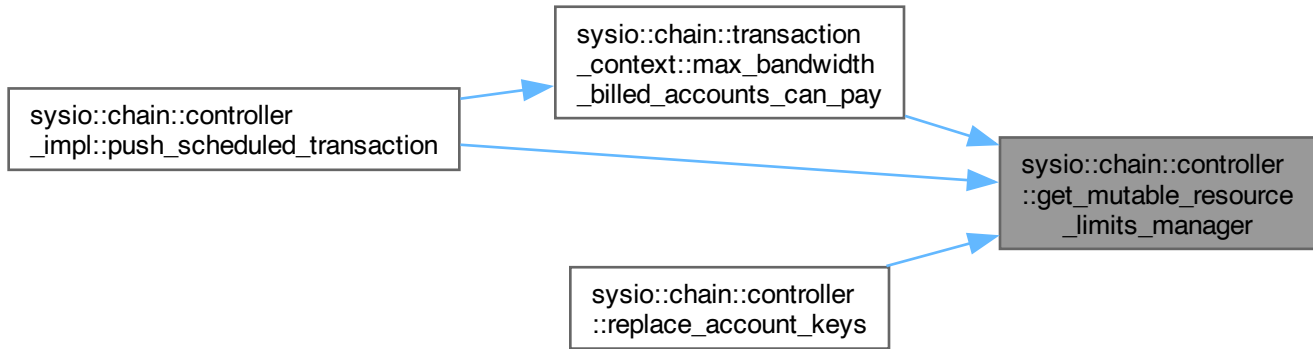 sysio::chain::transaction
_context::max_bandwidth
_billed_accounts_can_pay
sysio::chain::controller
_impl::push_scheduled_transaction
sysio::chain::controller
::get_mutable_resource
_limits_manager
sysio::chain::controller
::replace_account_keys